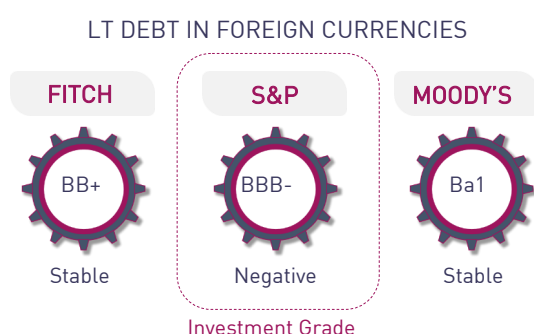 LT DEBT IN FOREIGN CURRENCIES
FITCH
S&P
MOODY'S
BB+
BBB-
Ba1
Stable
Negative
Stable
Investment Grade